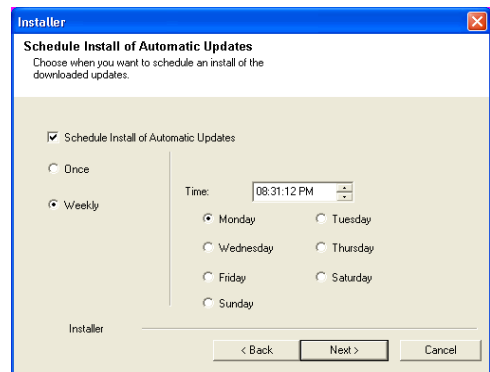 Installer
Schedule Install of Automatic Updates
Choose when you want to schedule an install of the
downloaded updates.
Schedule Install of Automatic Updates
Once
Weekly
Time: 08:31:12 PM
Monday Tuesday
Wednesday Thursday
Friday Saturday
Sunday
Installer
< Back Next > Cancel